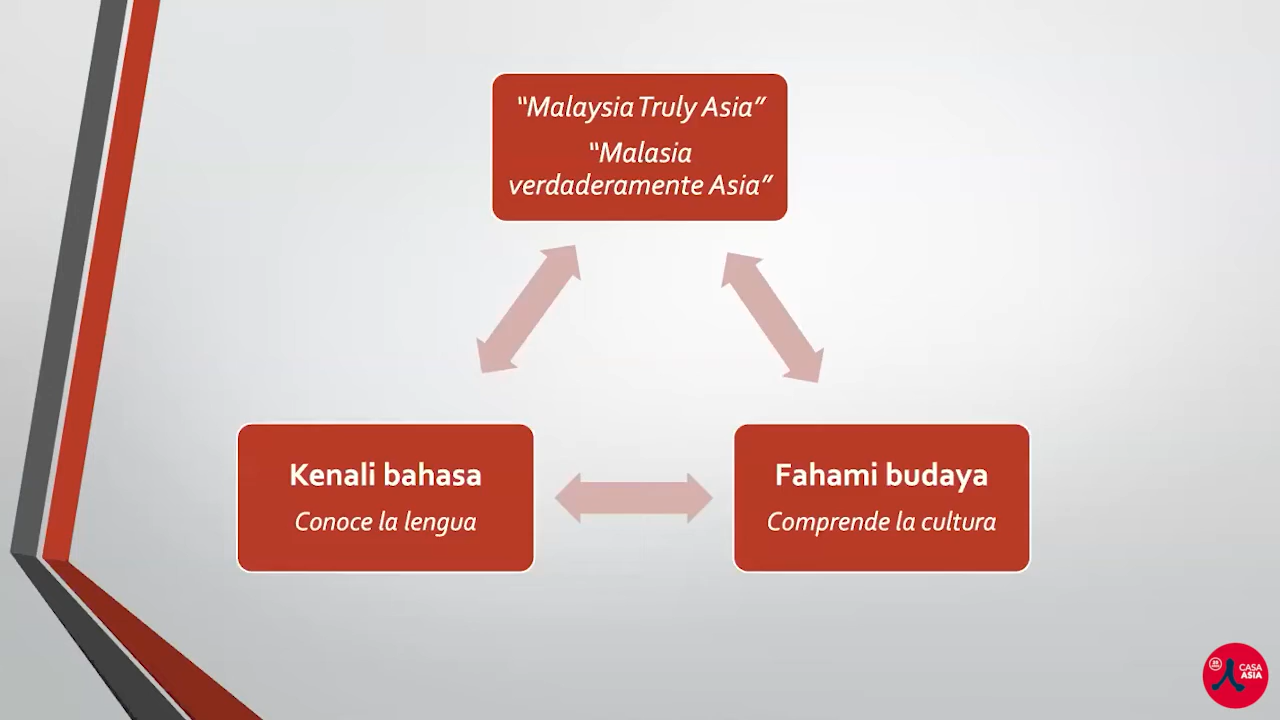 “Malaysia Truly Asia”
“Malasia
verdaderamente Asia”
Kenali bahasa
Conoce la lengua
Fahami budaya
Comprende la cultura
CASA
ASIA